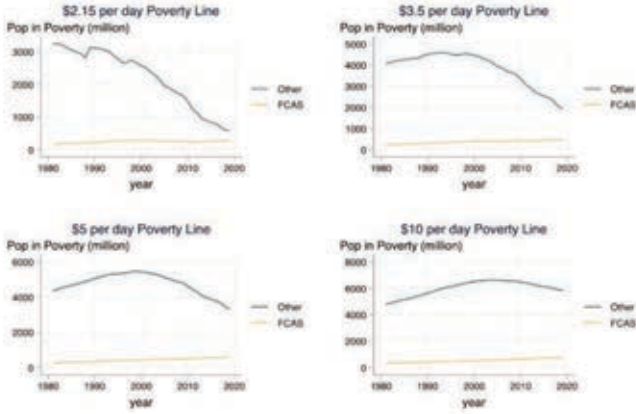 $2.15 per day Poverty Line
Pop in Poverty (million)
3000
2000
1000
0
1980 1990 2000 2010 2020
year
Other
FCAS
$3.5 per day Poverty Line
Pop in Poverty (million)
5000
4000
3000
2000
1000
0
1980 1990 2000 2010 2020
year
Other
FCAS
$5 per day Poverty Line
Pop in Poverty (million)
6000
4000
2000
0
1980 1990 2000 2010 2020
year
Other
FCAS
$10 per day Poverty Line
Pop in Poverty (million)
8000
6000
4000
2000
0
1980 1990 2000 2010 2020
year
Other
FCAS